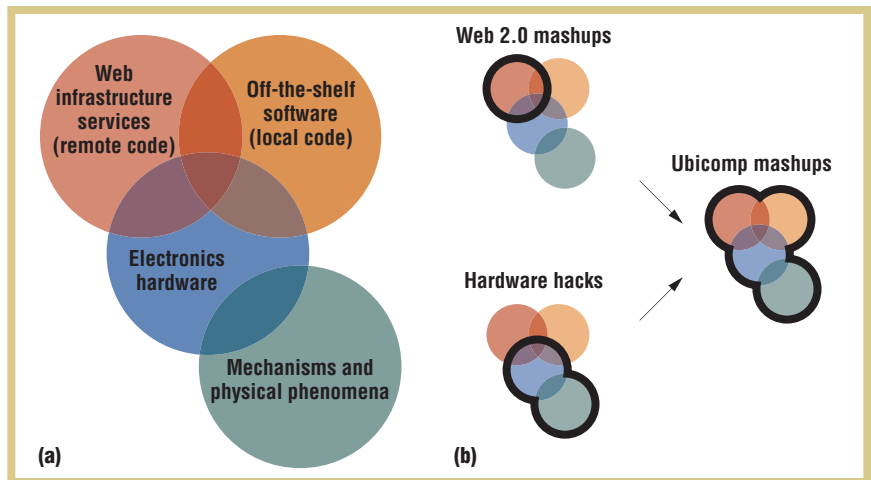 Web
infrastructure
services
(remote code)
Off-the-shelf
software
(local code)
Electronics
hardware
Mechanisms and
physical phenomena
(a)
Web 2.0 mashups
Ubicomp mashups
Hardware hacks
(b)